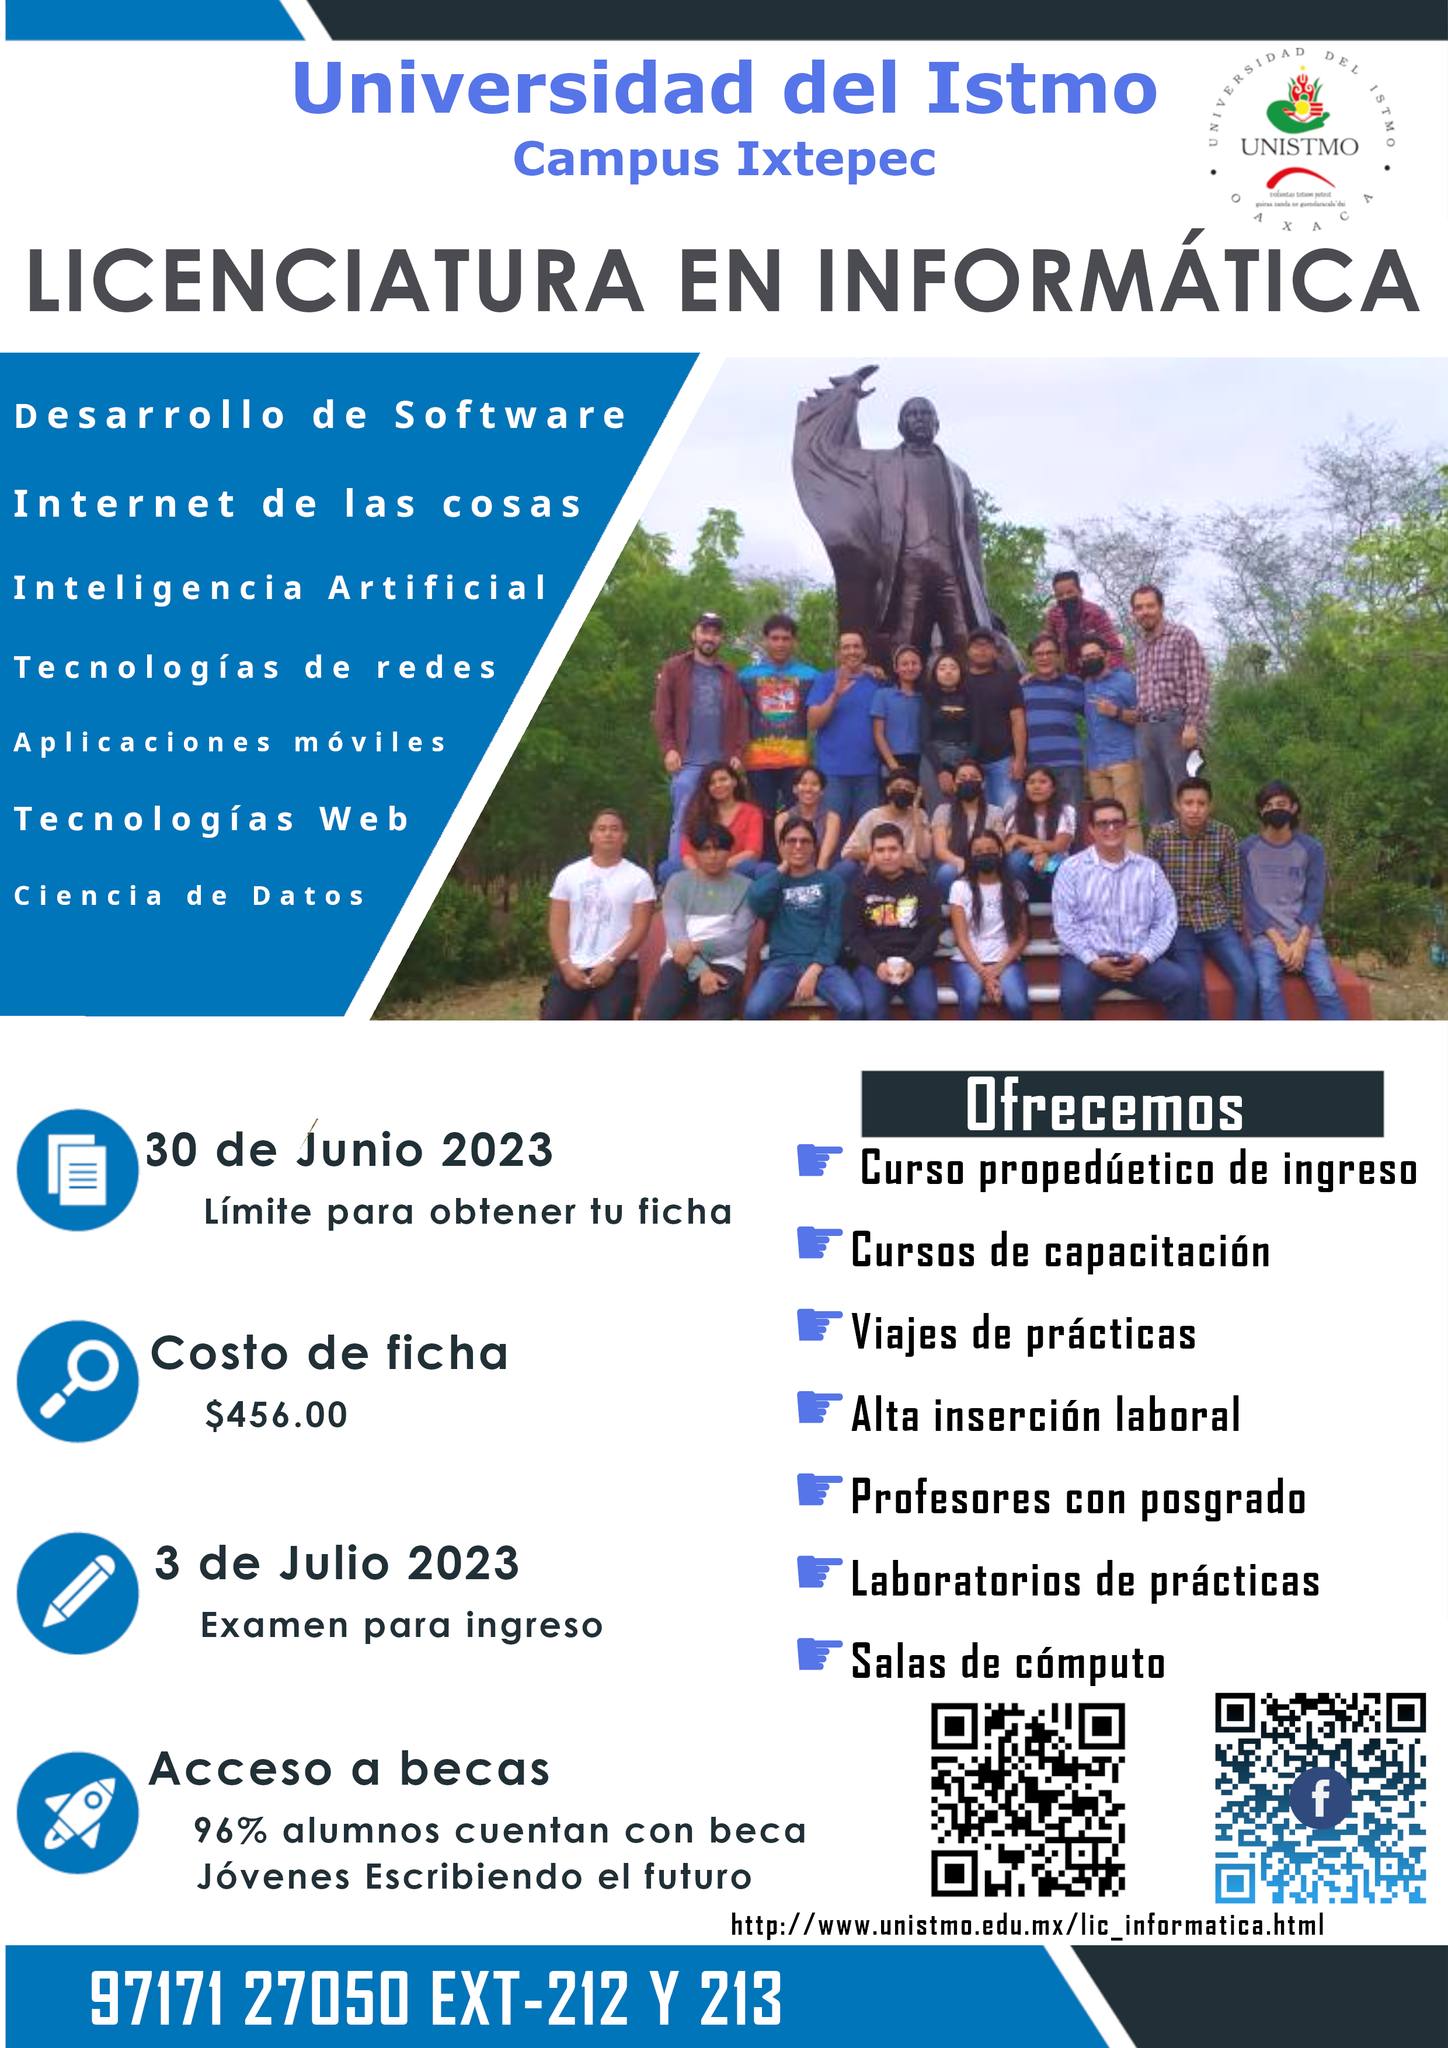 Universidad del Istmo
Campus Ixtepec
UNIVERSIDAD DEL ISTMO
UNISTMO
OAXACA
LICENCIATURA EN INFORMÁTICA
Desarrollo de Software
Internet de las cosas
Inteligencia Artificial
Tecnologías de redes
Aplicaciones móviles
Tecnologías Web
Ciencia de Datos
30 de Junio 2023
Límite para obtener tu ficha
Costo de ficha
$456.00
3 de Julio 2023
Examen para ingreso
Acceso a becas
96% alumnos cuentan con beca
Jóvenes Escribiendo el futuro
Ofrecemos
Curso propedúetico de ingreso
Cursos de capacitación
Viajes de prácticas
Alta inserción laboral
Profesores con posgrado
Laboratorios de prácticas
Salas de cómputo
f
http://www.unistmo.edu.mx/lic_informatica.html
97171 27050 EXT-212 Y 213